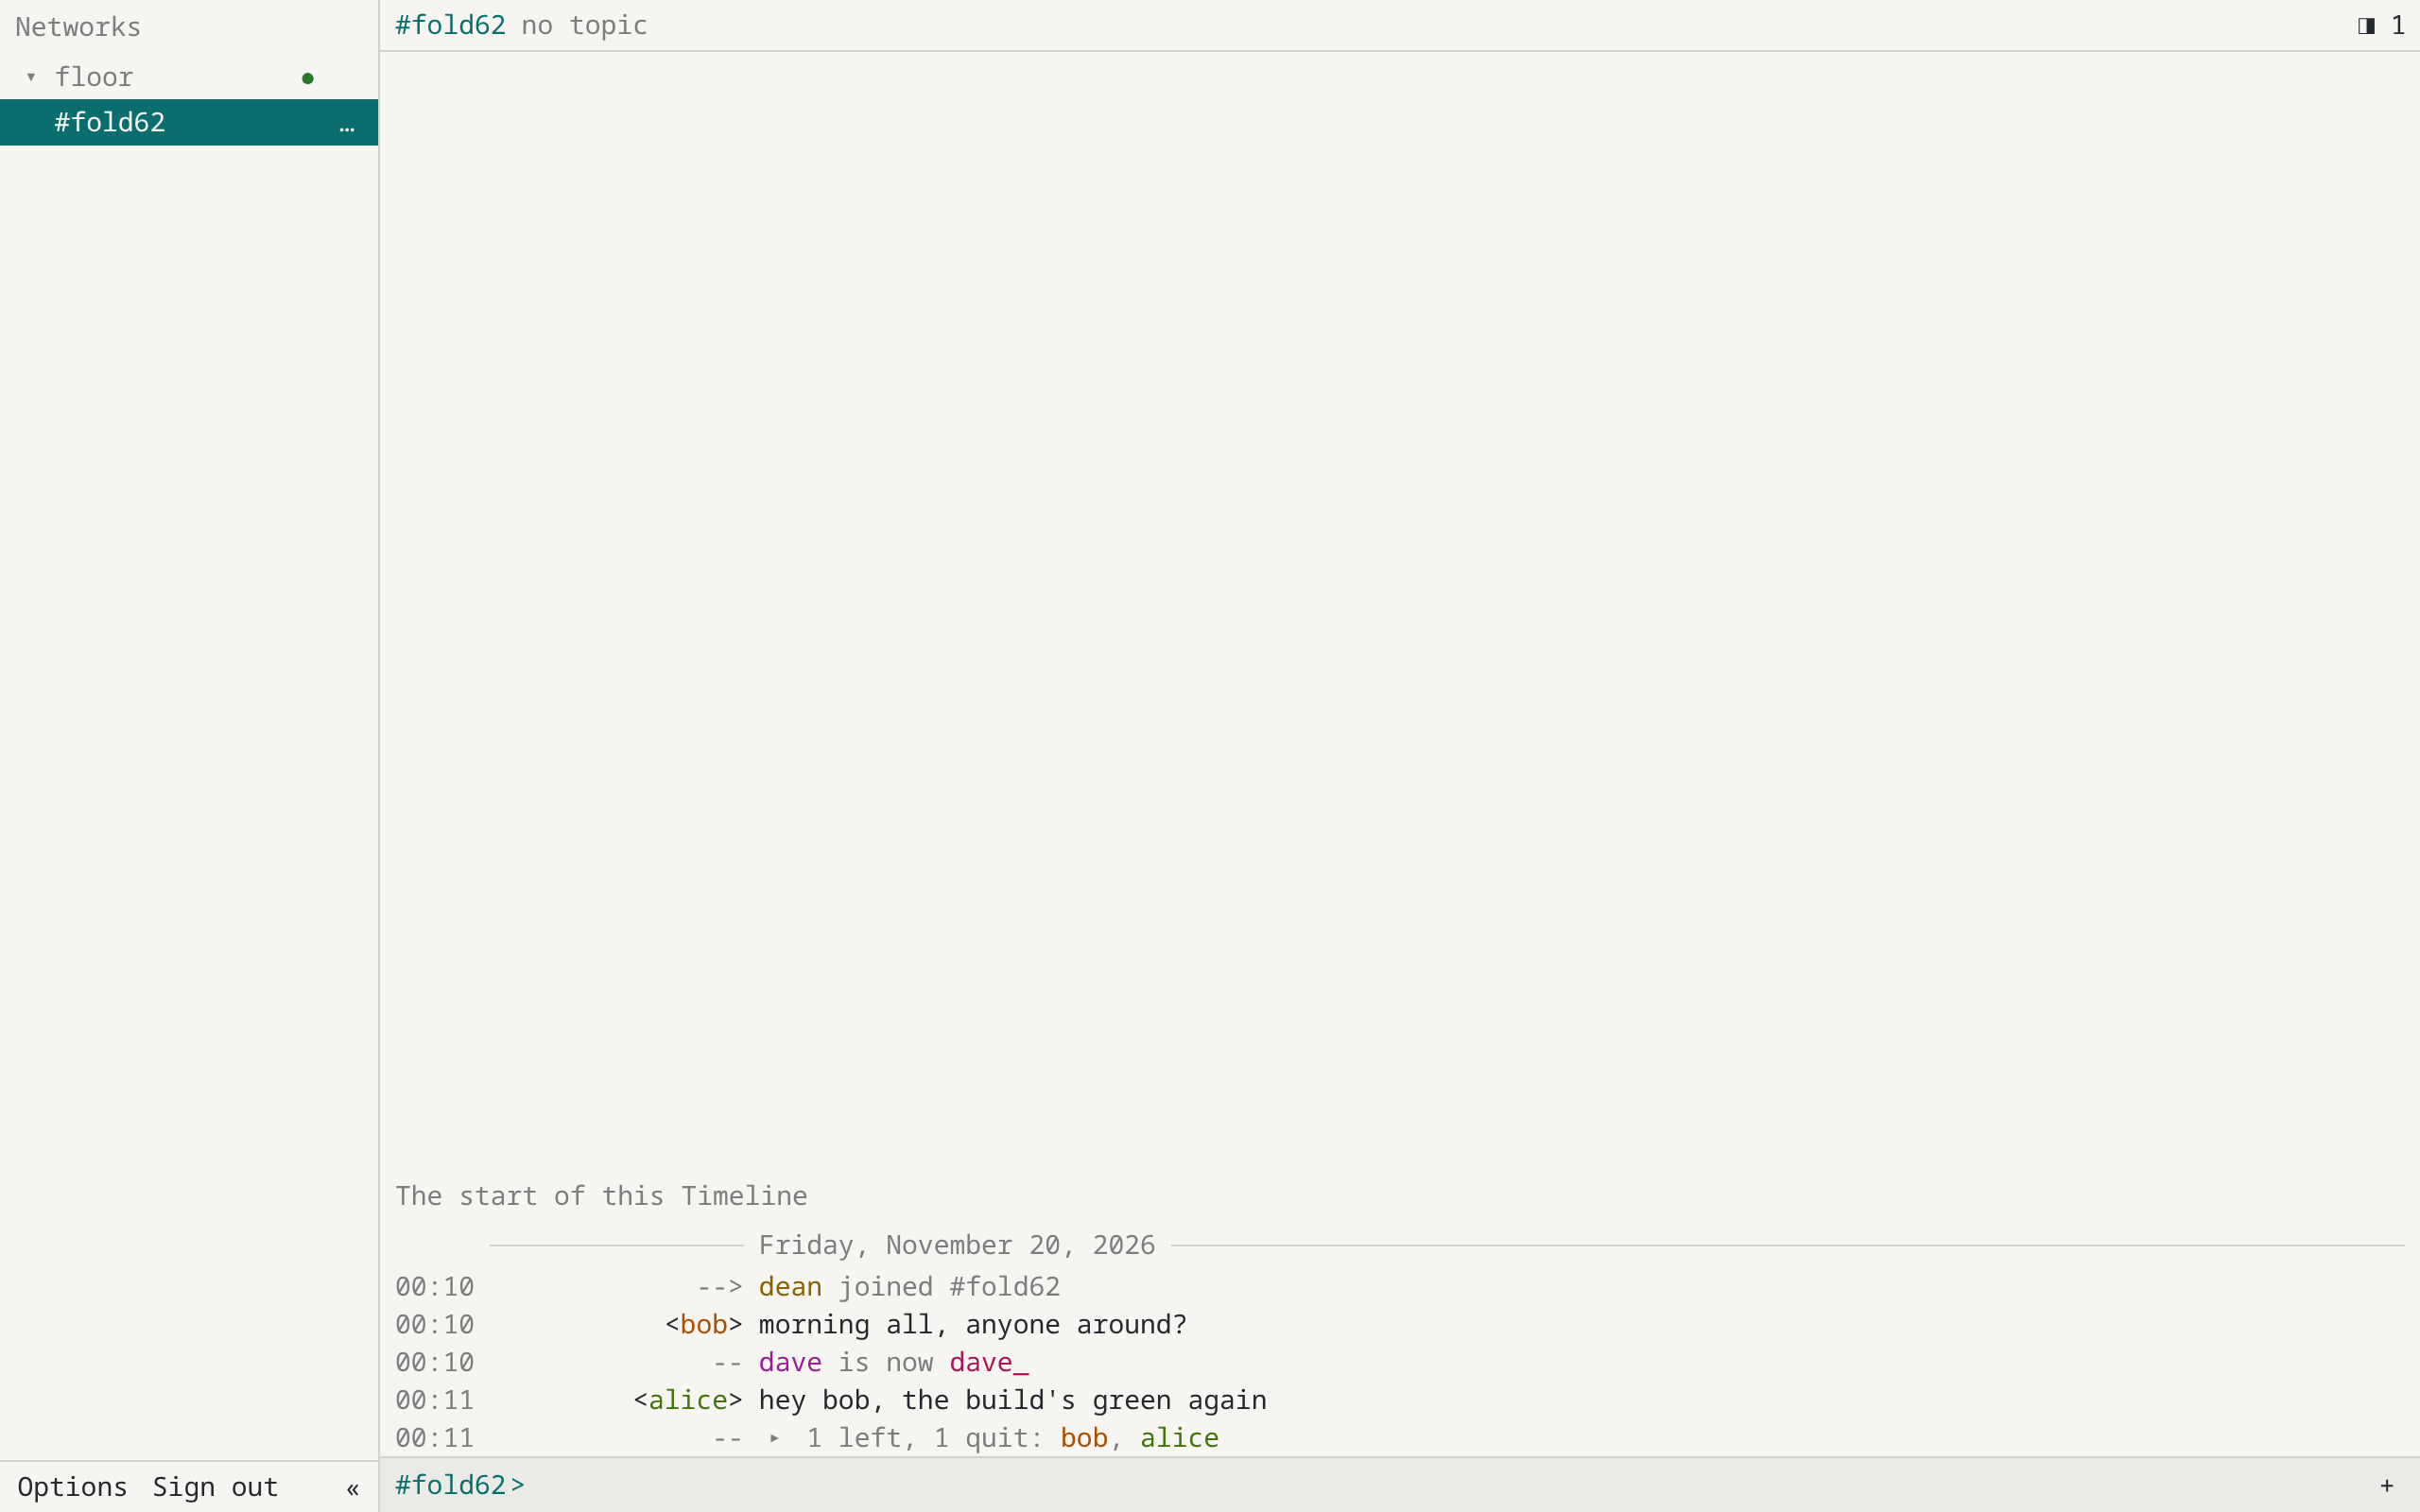 Networks
▾ floor ●
#fold62 …
Options Sign out «
#fold62 no topic ◨ 1
The start of this Timeline
Friday, November 20, 2026
00:10 --> dean joined #fold62
00:10 <bob> morning all, anyone around?
00:10 -- dave is now dave_
00:11 <alice> hey bob, the build's green again
00:11 -- ▸ 1 left, 1 quit: bob, alice
#fold62> +